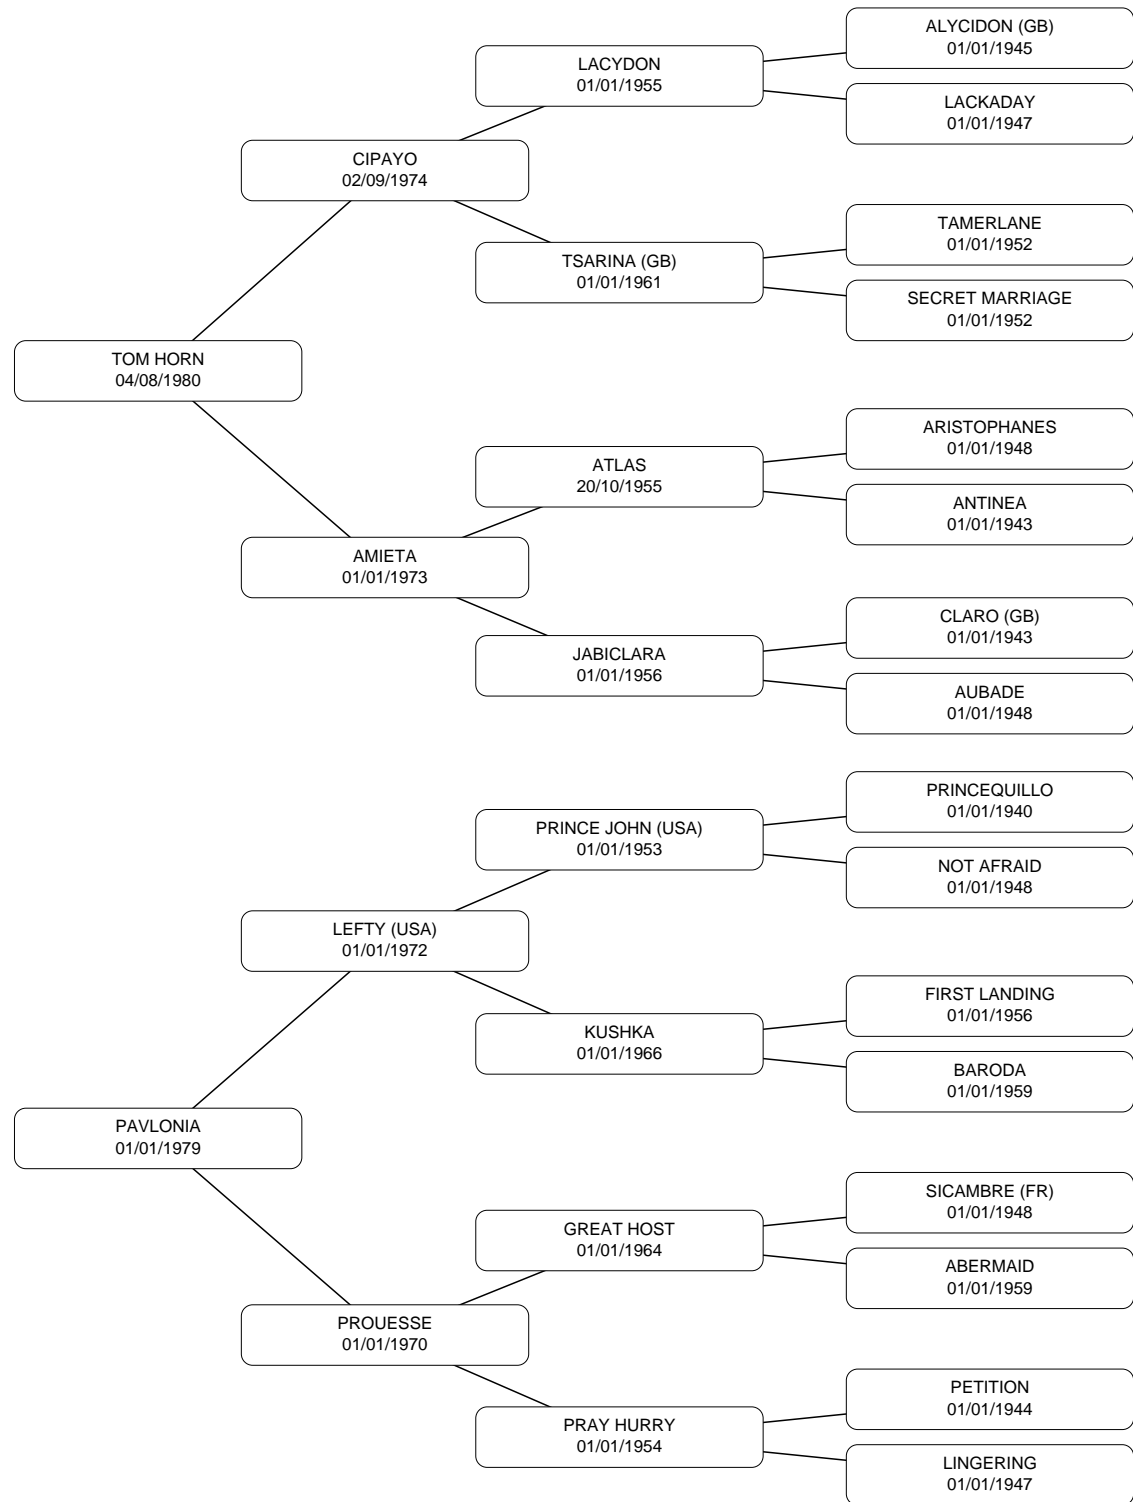 ALYCIDON (GB)
01/01/1945
LACYDON
01/01/1955
LACKADAY
01/01/1947
CIPAYO
02/09/1974
TAMERLANE
01/01/1952
TSARINA (GB)
01/01/1961
SECRET MARRIAGE
01/01/1952
TOM HORN
04/08/1980
ARISTOPHANES
01/01/1948
ATLAS
20/10/1955
ANTINEA
01/01/1943
AMIETA
01/01/1973
CLARO (GB)
01/01/1943
JABICLARA
01/01/1956
AUBADE
01/01/1948
PRINCEQUILLO
01/01/1940
PRINCE JOHN (USA)
01/01/1953
NOT AFRAID
01/01/1948
LEFTY (USA)
01/01/1972
FIRST LANDING
01/01/1956
KUSHKA
01/01/1966
BARODA
01/01/1959
PAVLONIA
01/01/1979
SICAMBRE (FR)
01/01/1948
GREAT HOST
01/01/1964
ABERMAID
01/01/1959
PROUESSE
01/01/1970
PETITION
01/01/1944
PRAY HURRY
01/01/1954
LINGERING
01/01/1947